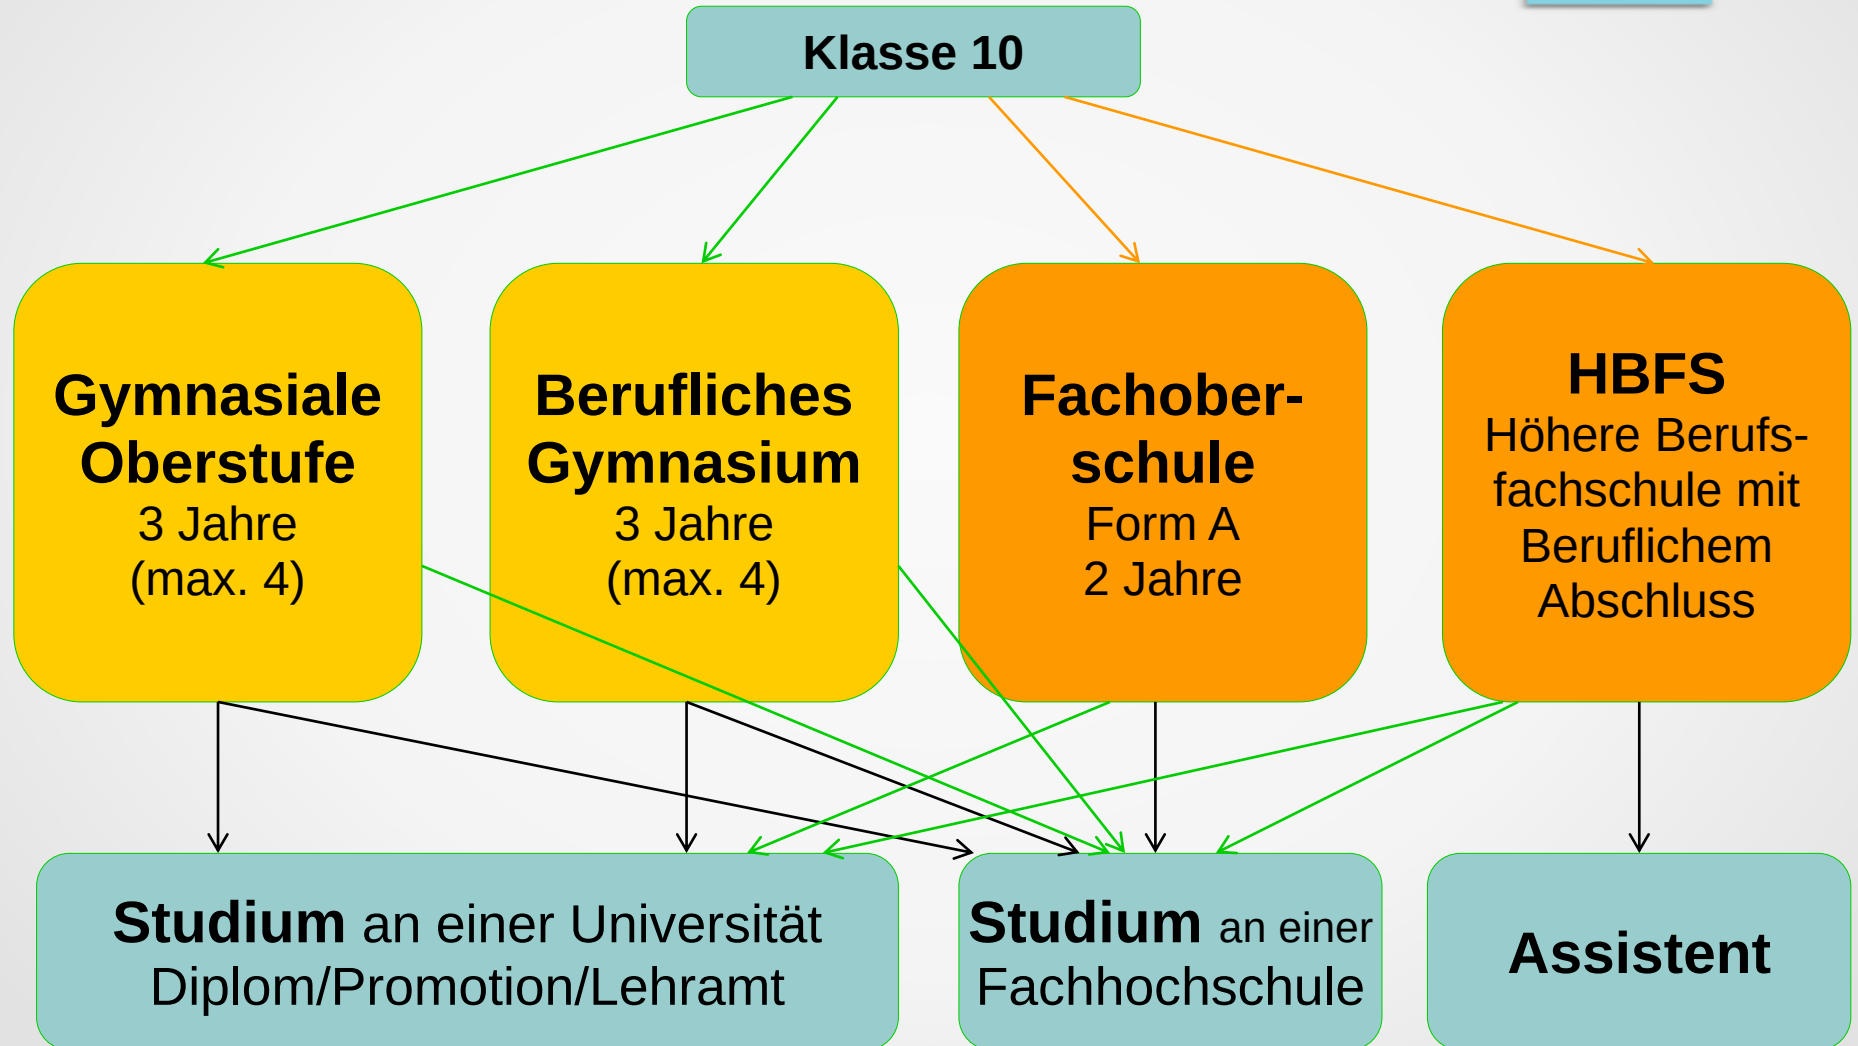 Klasse 10
Gymnasiale
Oberstufe
3 Jahre
(max. 4)
Berufliches
Gymnasium
3 Jahre
(max. 4)
Fachober-
schule
Form A
2 Jahre
HBFS
Höhere Berufs-
fachschule mit
Beruflichem
Abschluss
Studium an einer Universität
Diplom/Promotion/Lehramt
Studium an einer
Fachhochschule
Assistent